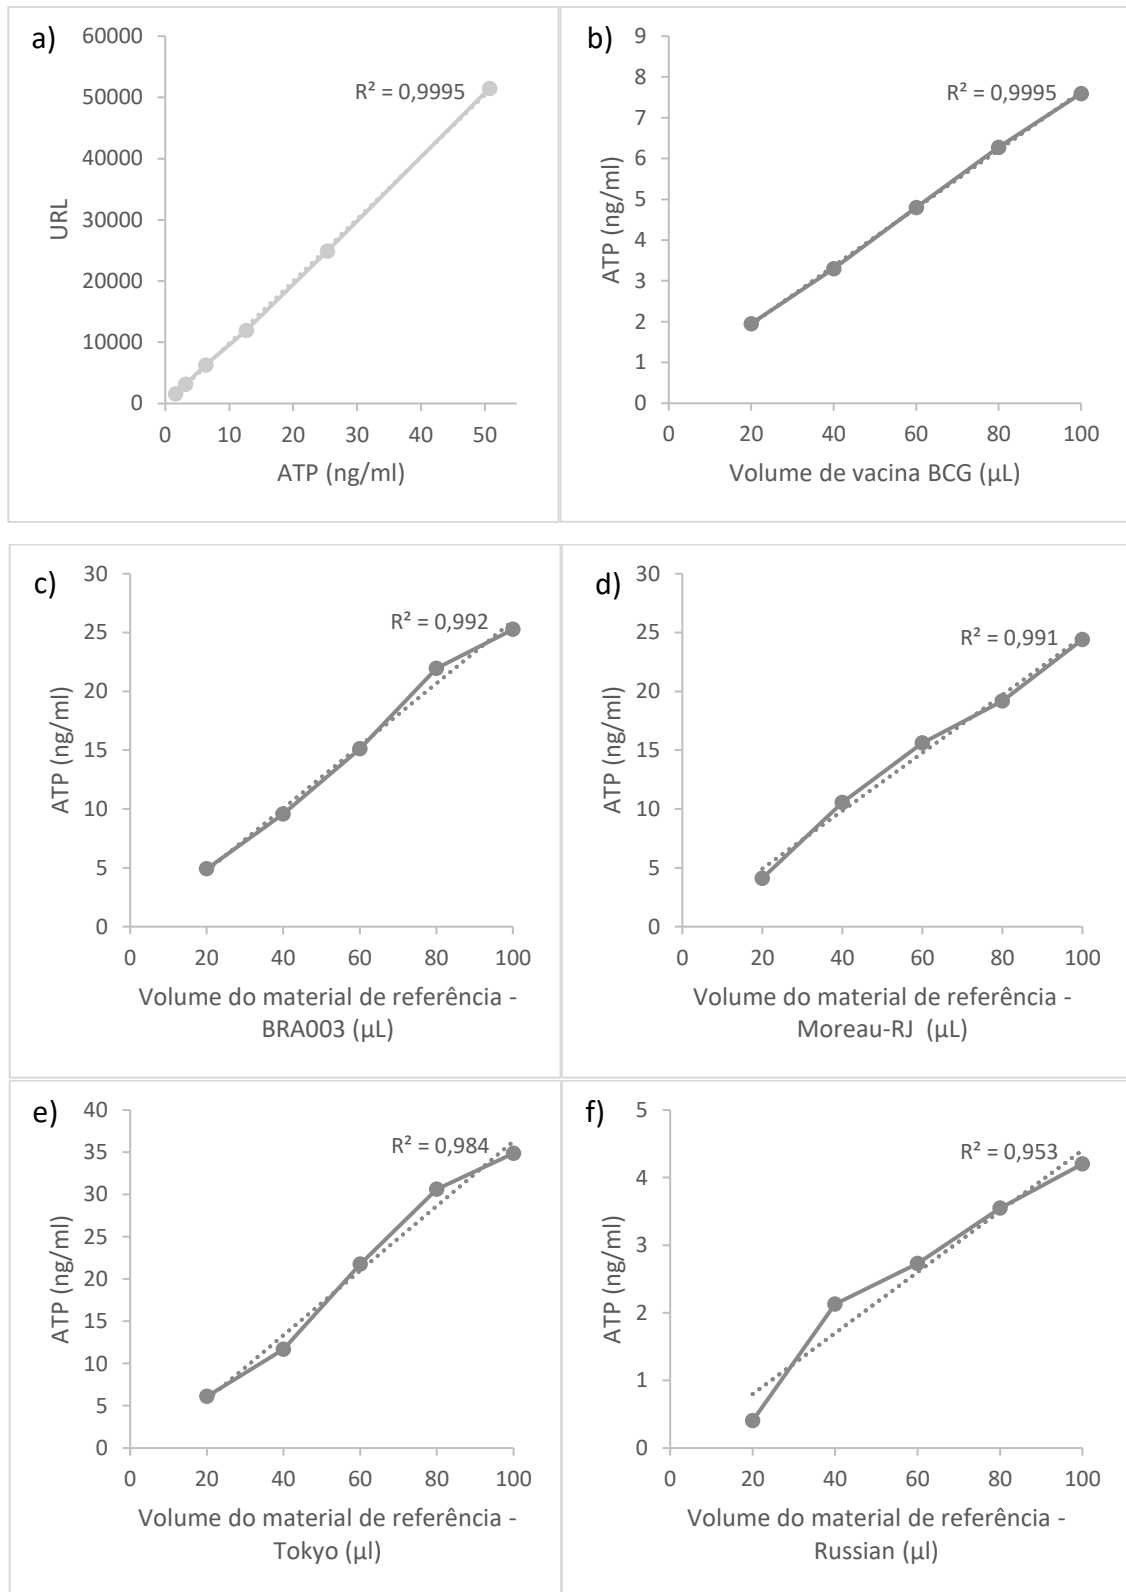 a)
60000
50000
40000
30000
20000
10000
0
URL
R² = 0,9995
0 10 20 30 40 50
ATP (ng/ml)
b)
9
8
7
6
5
4
3
2
1
0
ATP (ng/ml)
R² = 0,9995
0 20 40 60 80 100
Volume de vacina BCG (µL)
c)
30
25
20
15
10
5
0
ATP (ng/ml)
R² = 0,992
0 20 40 60 80 100
Volume do material de referência -
BRA003 (µL)
d)
30
25
20
15
10
5
0
ATP (ng/ml)
R² = 0,991
0 20 40 60 80 100
Volume do material de referência -
Moreau-RJ (µL)
e)
40
35
30
25
20
15
10
5
0
ATP (ng/ml)
R² = 0,984
0 20 40 60 80 100
Volume do material de referência -
Tokyo (µl)
f)
5
4
3
2
1
0
ATP (ng/ml)
R² = 0,953
0 20 40 60 80 100
Volume do material de referência -
Russian (µl)